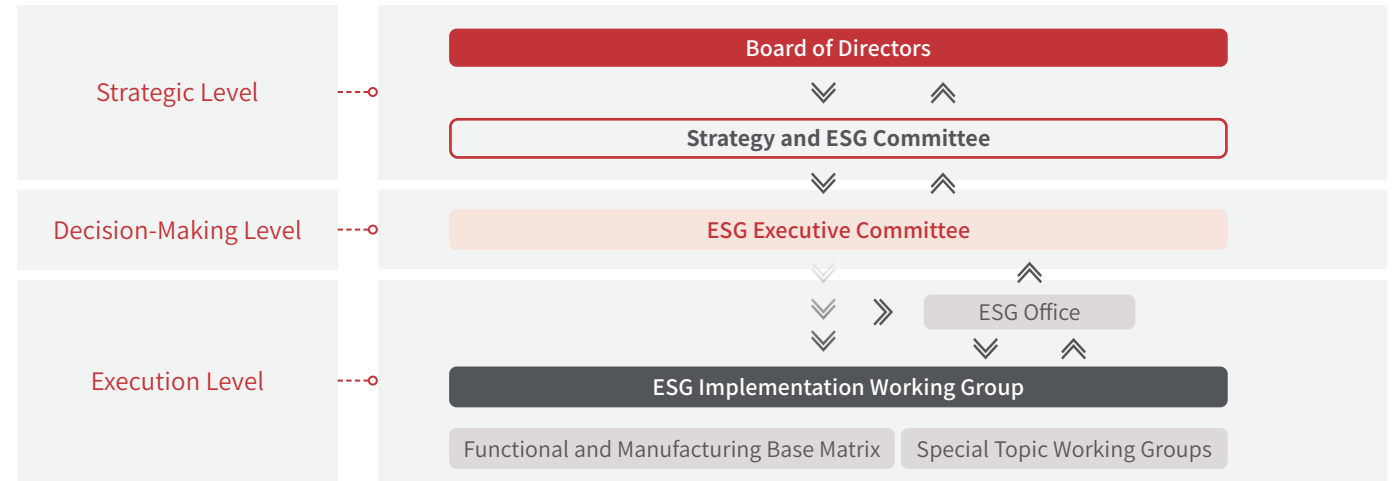 Strategic Level
Board of Directors
Strategy and ESG Committee
Decision-Making Level
ESG Executive Committee
Execution Level
ESG Office
ESG Implementation Working Group
Functional and Manufacturing Base Matrix
Special Topic Working Groups